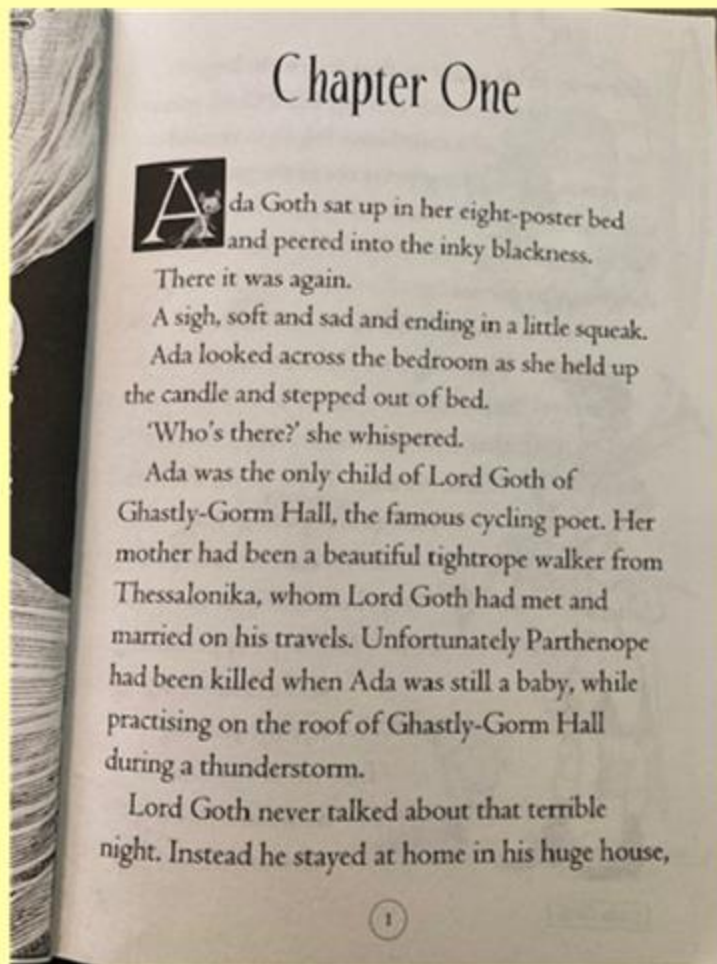 Chapter One
Ada Goth sat up in her eight-poster bed
and peered into the inky blackness.
There it was again.
A sigh, soft and sad and ending in a little squeak.
Ada looked across the bedroom as she held up
the candle and stepped out of bed.
‘Who’s there?’ she whispered.
Ada was the only child of Lord Goth of
Ghastly-Gorm Hall, the famous cycling poet. Her
mother had been a beautiful tightrope walker from
Thessalonika, whom Lord Goth had met and
married on his travels. Unfortunately Parthenope
had been killed when Ada was still a baby, while
practising on the roof of Ghastly-Gorm Hall
during a thunderstorm.
Lord Goth never talked about that terrible
night. Instead he stayed at home in his huge house,
1